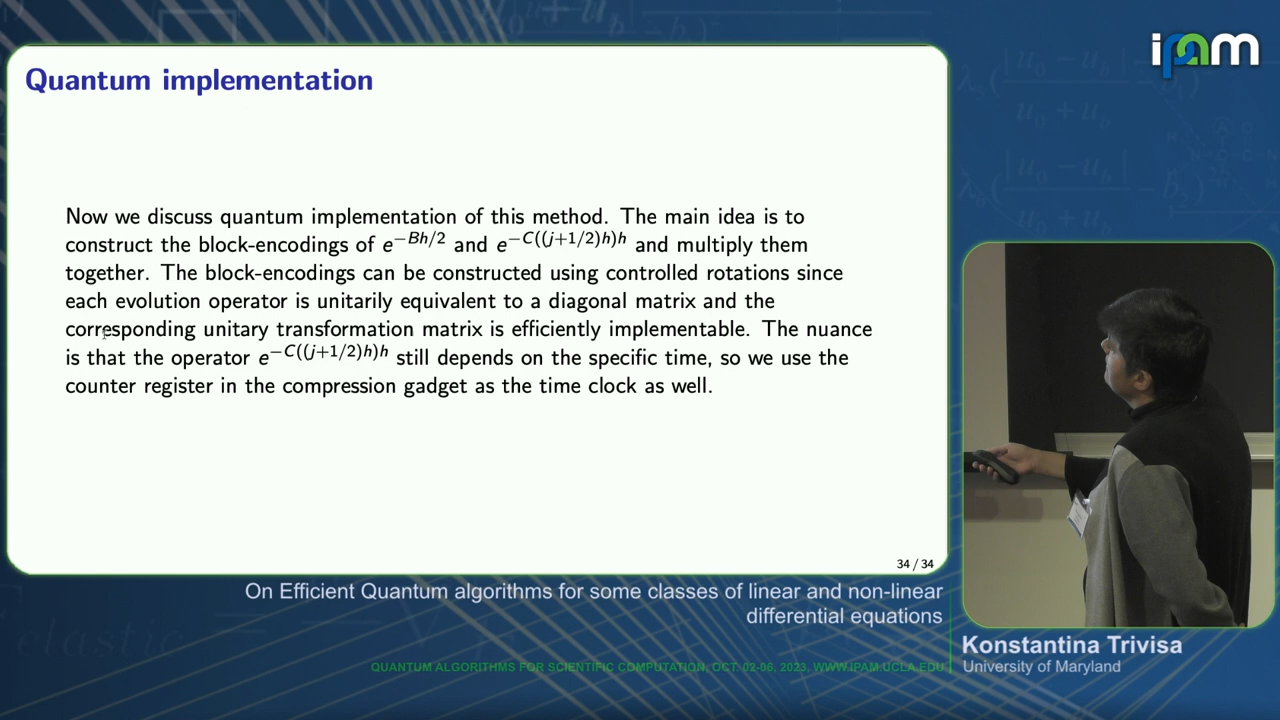 ipam
Quantum implementation
Now we discuss quantum implementation of this method. The main idea is to
construct the block-encodings of e^{−Bh/2} and e^{−C((j+1/2)h)h} and multiply them
together. The block-encodings can be constructed using controlled rotations since
each evolution operator is unitarily equivalent to a diagonal matrix and the
corresponding unitary transformation matrix is efficiently implementable. The nuance
is that the operator e^{−C((j+1/2)h)h} still depends on the specific time, so we use the
counter register in the compression gadget as the time clock as well.
34 / 34
On Efficient Quantum algorithms for some classes of linear and non-linear
differential equations
Konstantina Trivisa
University of Maryland
QUANTUM ALGORITHMS FOR SCIENTIFIC COMPUTATION, OCT. 02-06, 2023, WWW.IPAM.UCLA.EDU
elastic